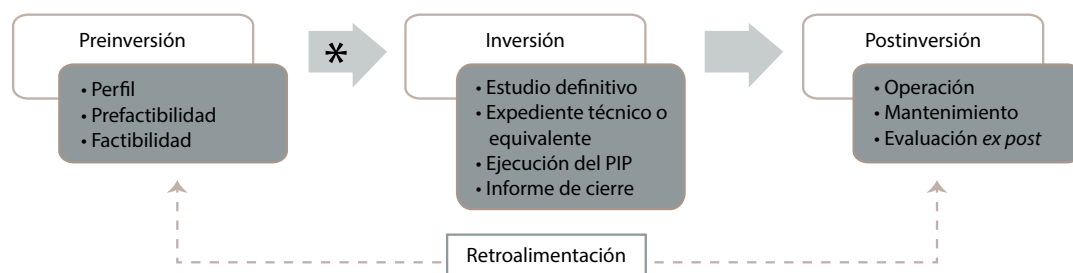 Preinversión
• Perfil
• Prefactibilidad
• Factibilidad
*
Inversión
• Estudio definitivo
• Expediente técnico o
equivalente
• Ejecución del PIP
• Informe de cierre
Postinversión
• Operación
• Mantenimiento
• Evaluación ex post
Retroalimentación